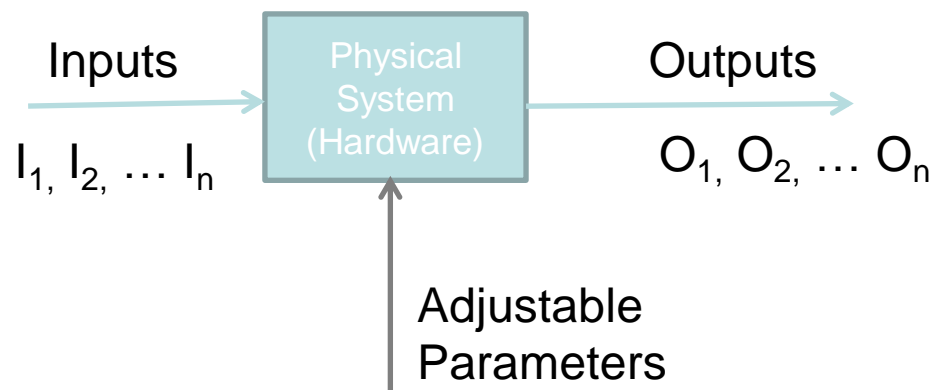 Inputs
I1, I2, … In
Physical
System
(Hardware)
Outputs
O1, O2, … On
Adjustable
Parameters